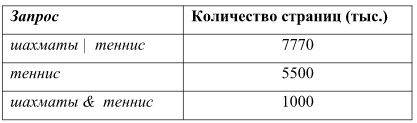 Запрос Количество страниц (тыс.)
шахматы | теннис 7770
теннис 5500
шахматы & теннис 1000